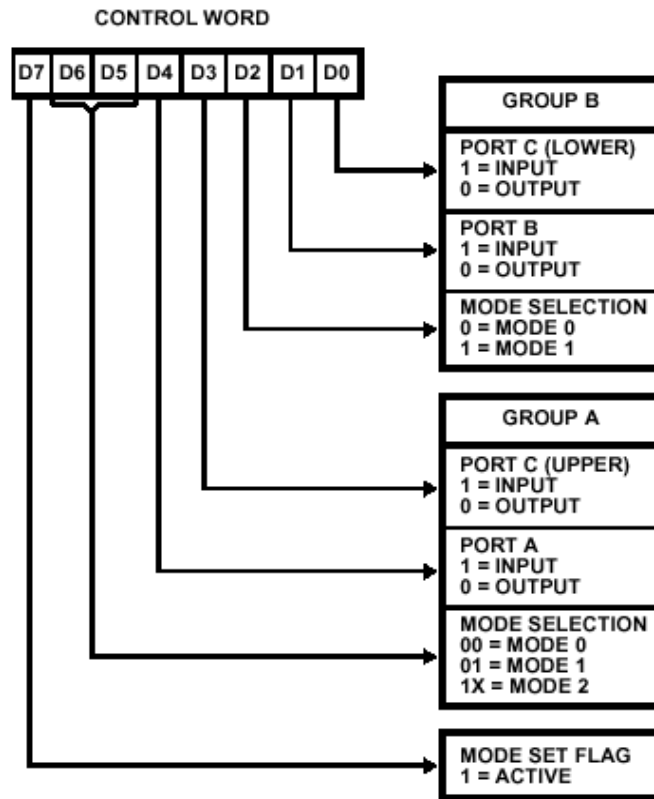 CONTROL WORD
D7 D6 D5 D4 D3 D2 D1 D0
GROUP B
PORT C (LOWER)
1 = INPUT
0 = OUTPUT
PORT B
1 = INPUT
0 = OUTPUT
MODE SELECTION
0 = MODE 0
1 = MODE 1
GROUP A
PORT C (UPPER)
1 = INPUT
0 = OUTPUT
PORT A
1 = INPUT
0 = OUTPUT
MODE SELECTION
00 = MODE 0
01 = MODE 1
1X = MODE 2
MODE SET FLAG
1 = ACTIVE